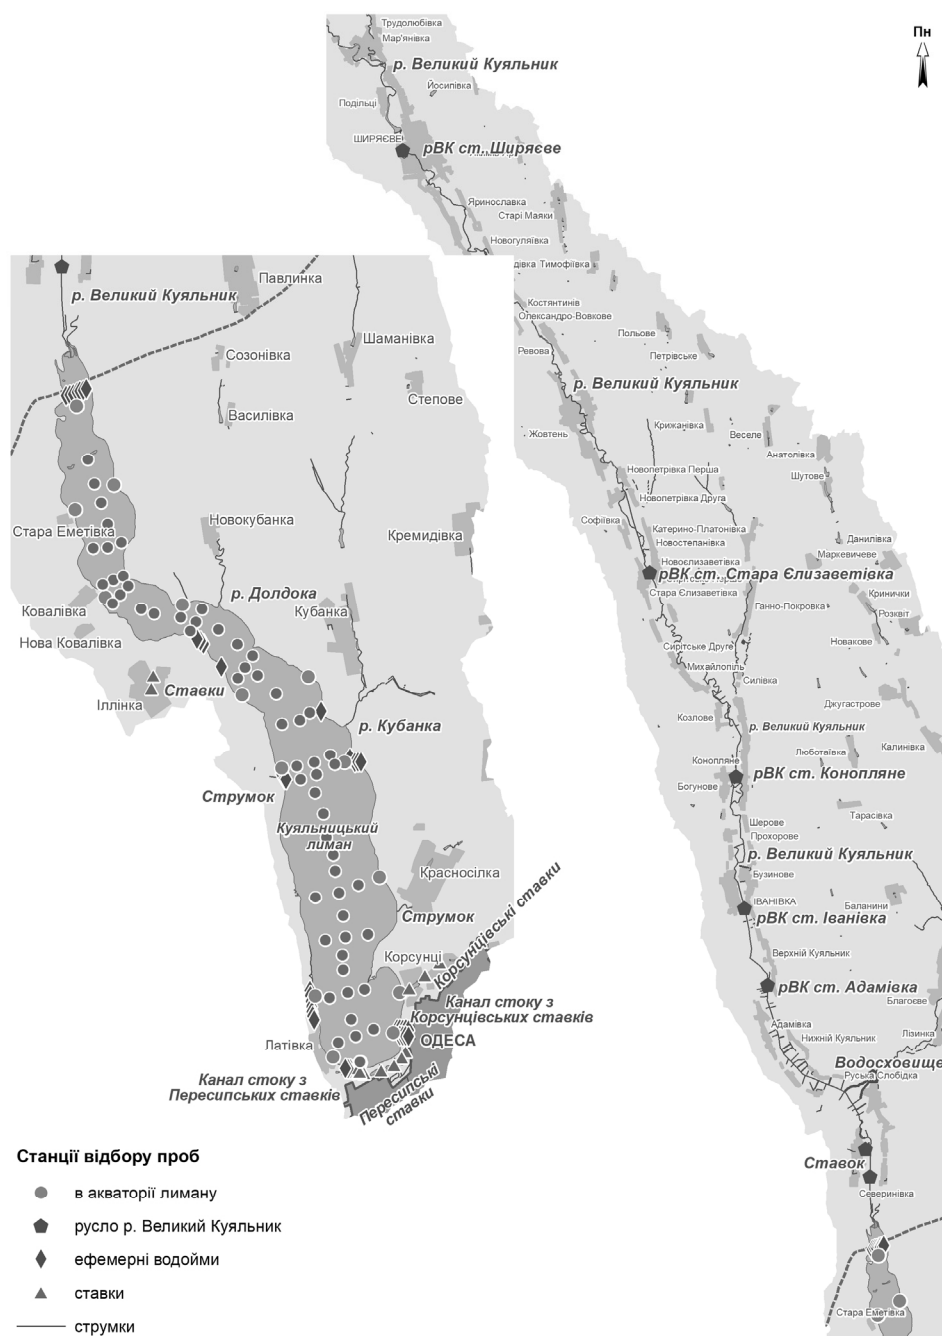 Трудолюбівка
Мар'янівка
Пн
р. Великий Куяльник
Йосипівка
Подільці
ШИРЯЄВЕ
рВК ст. Ширяєве
Яринославка
Старі Маяки
Новогуляївка
Тимофіївка
Костянтинів
Олександро-Вовкове
Польове
Ревова
Петрівське
р. Великий Куяльник
Крижанівка
Жовтень
Веселе
Анатолівка
Новопетрівка Перша
Шутове
Новопетрівка Друга
Софіївка
Катерино-Платонівка
Новостепанівка
Данилівка
Маркевичеве
Новоєлизаветівка
рВК ст. Стара Єлизаветівка
Стара Єлизаветівка
Кринички
Ганно-Покровка
Розквіт
Новакове
Сирітське Друге
Михайлопіль
Силівка
Джугастрове
Козлове
р. Великий Куяльник
Калинівка
Люботаївка
Конопляне
рВК ст. Конопляне
Богунове
Тарасівка
Шерове
Прохорове
р. Великий Куяльник
Бузинове
ІВАНІВКА
Баланини
рВК ст. Іванівка
Верхній Куяльник
рВК ст. Адамівка
Благоєве
Адамівка
Нижній Куяльник
Лізинка
Водосховище
Руська Слобідка
Ставок
Северинівка
Стара Еметівка
Павлинка
р. Великий Куяльник
Шаманівка
Созонівка
Степове
Василівка
Новокубанка
Стара Еметівка
Кремидівка
р. Долдока
Ковалівка
Кубанка
Нова Ковалівка
Ставки
Іллінка
р. Кубанка
Струмок
Куяльницький
лиман
Красносілка
Струмок
Корсунці
Корсунцівські ставки
Канал стоку з
Корсунцівських ставків
ОДЕСА
Латівка
Канал стоку з
Пересипських ставків
Пересипські
ставки
Станції відбору проб
в акваторії лиману
русло р. Великий Куяльник
ефемерні водойми
ставки
струмки